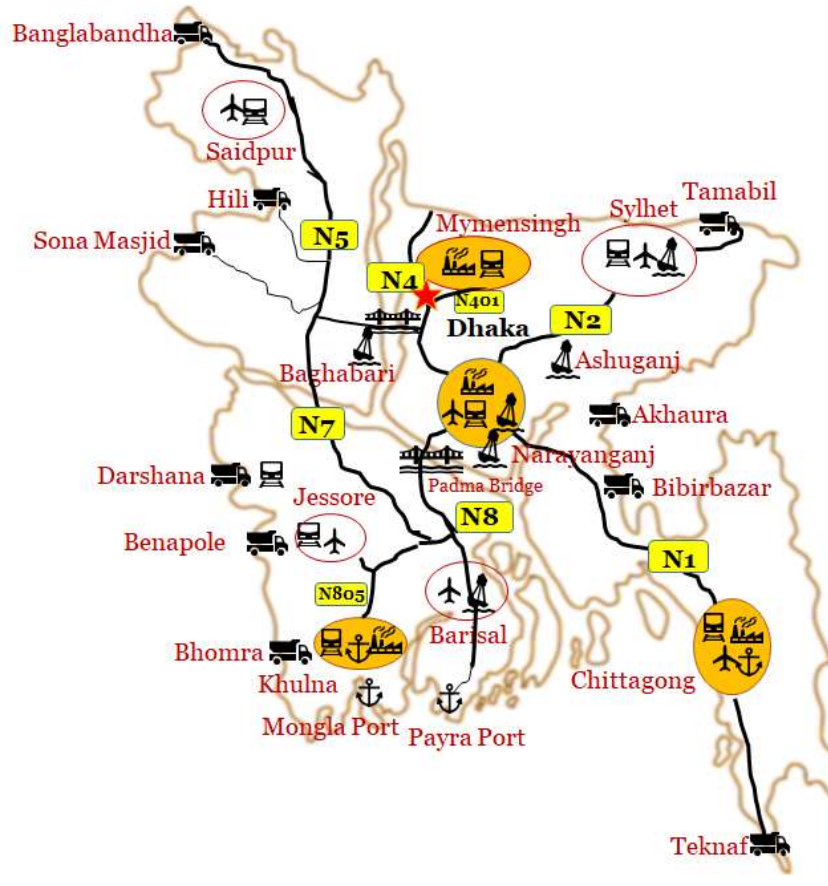 Banglabandha
Saidpur
Hili
Tamabil
Sylhet
Mymensingh
Sona Masjid
N5
N4
N401
N2
Dhaka
Ashuganj
Baghabari
Akhaura
N7
Narayanganj
Darshana
Padma Bridge
Bibirbazar
Jessore
N8
Benapole
N1
N805
Barisal
Bhomra
Khulna
Chittagong
Mongla Port
Payra Port
Teknaf